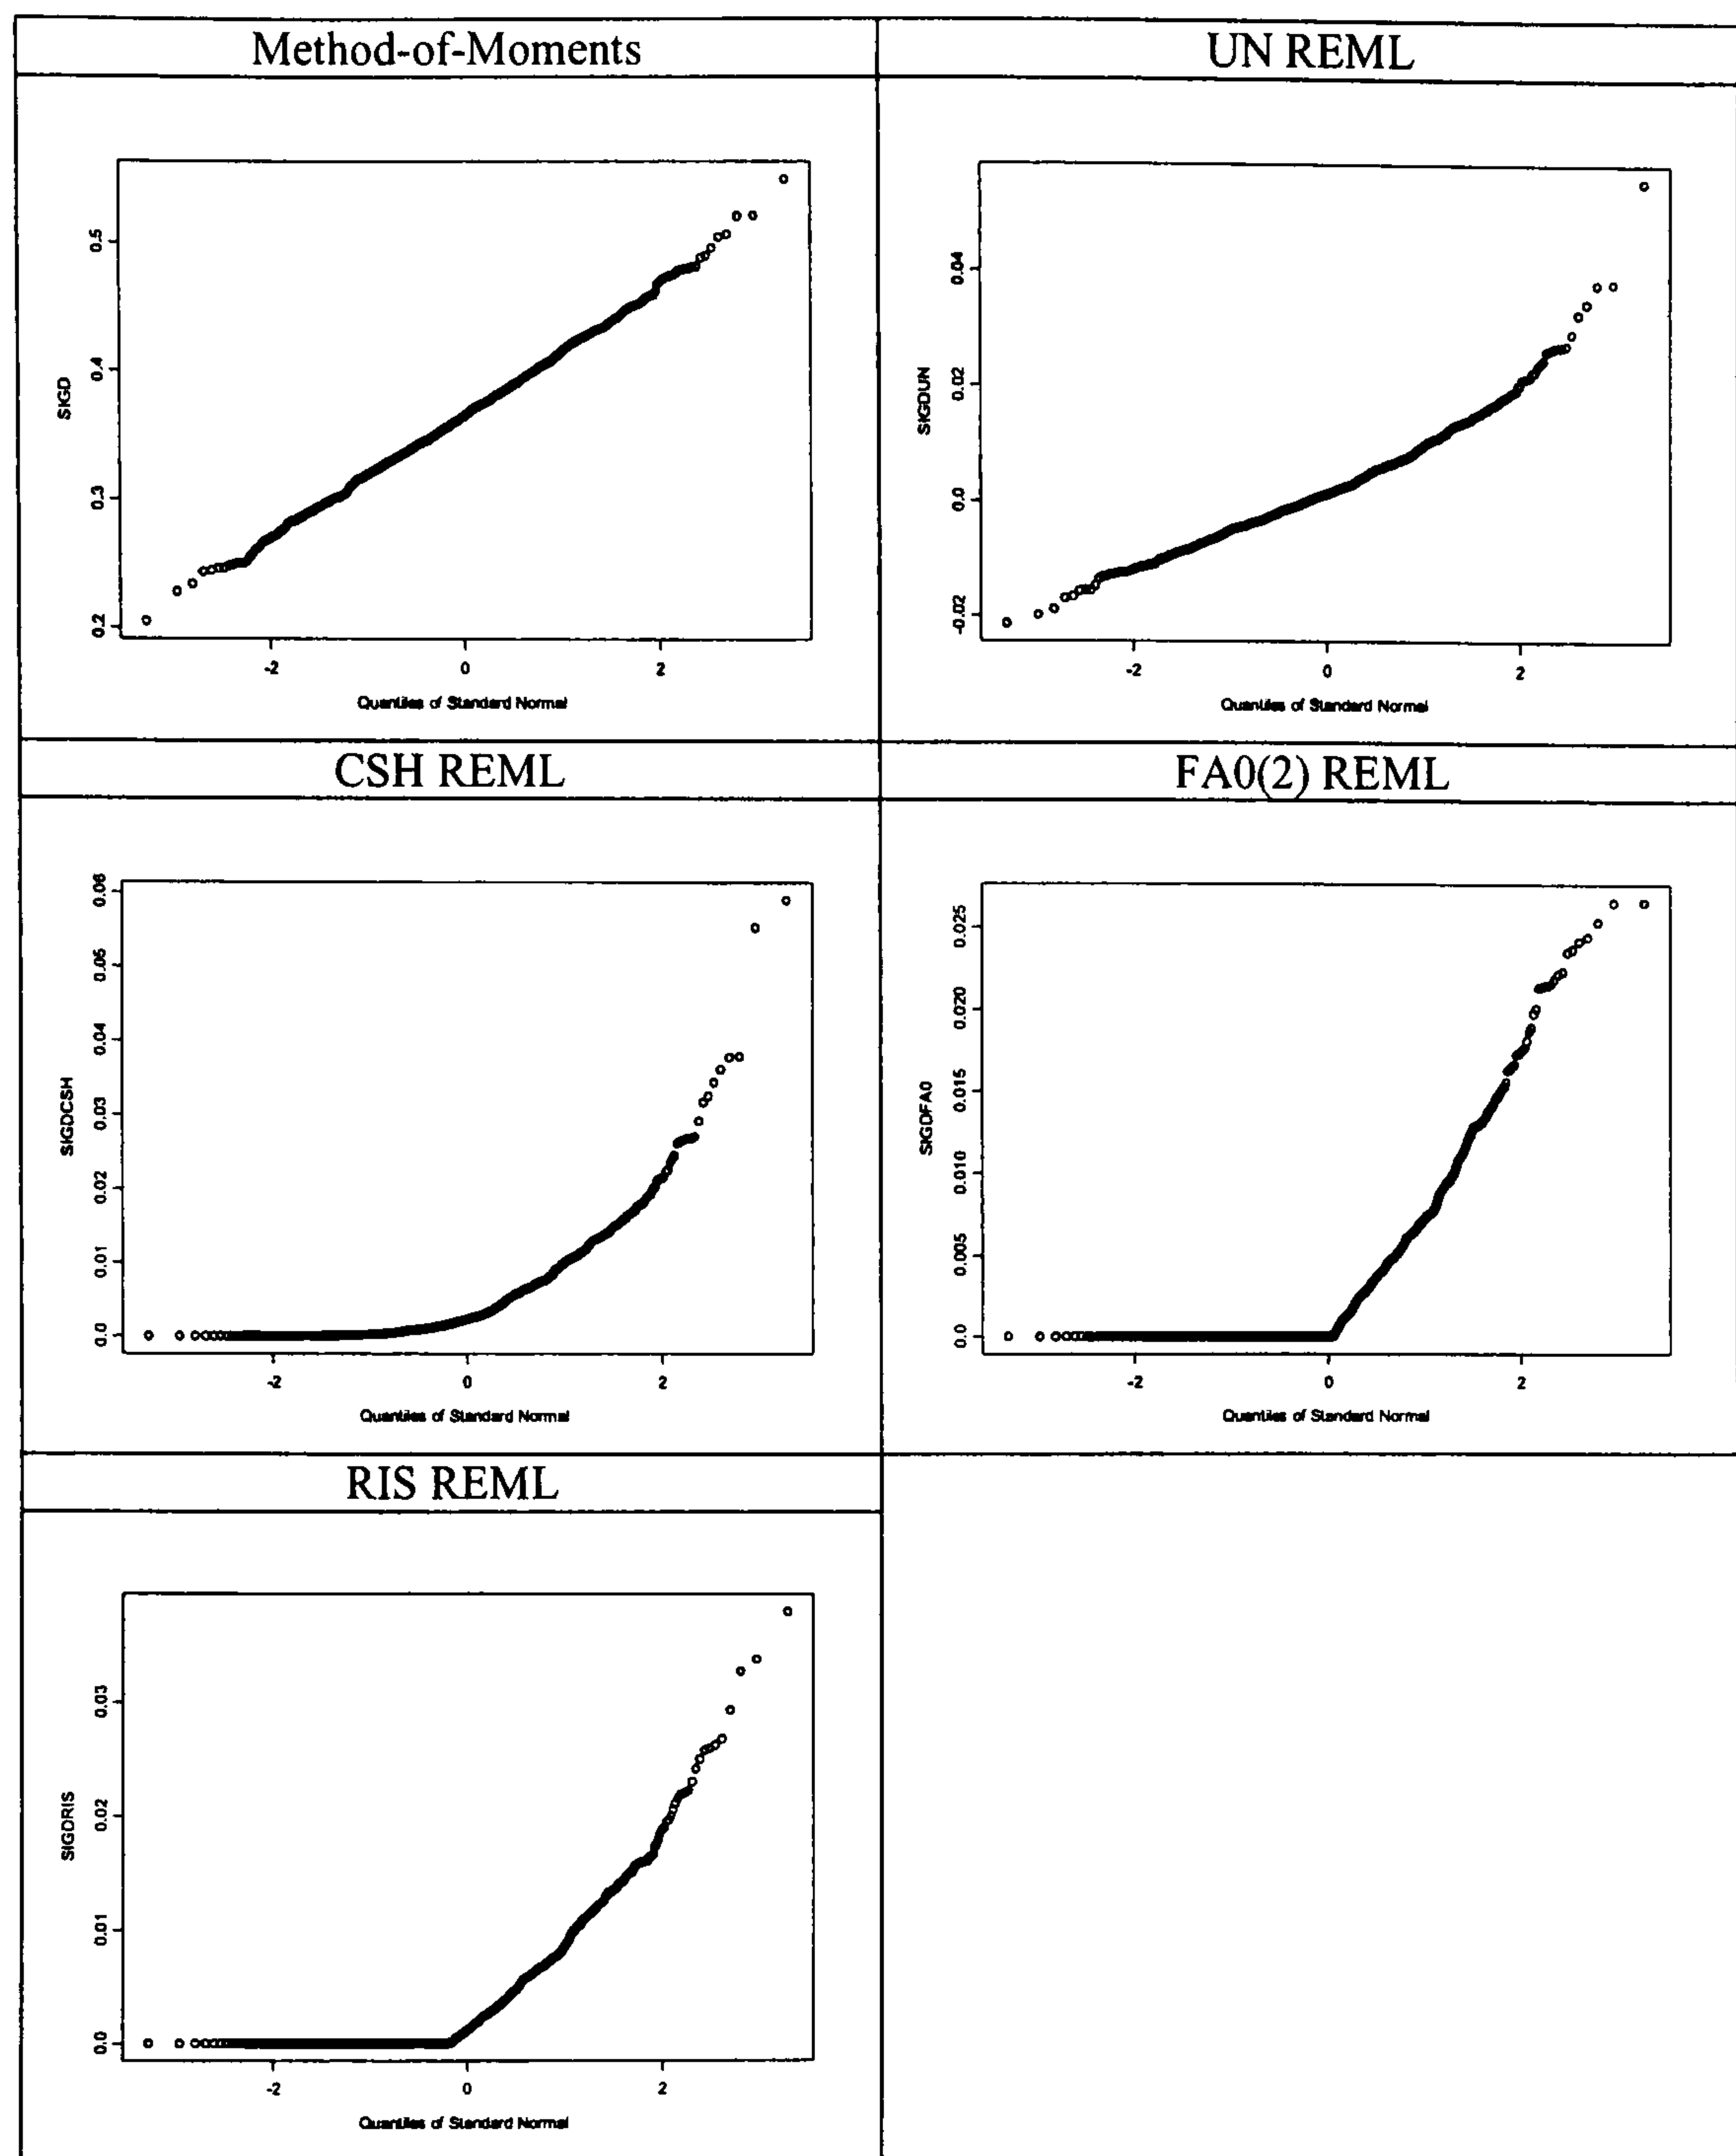 Method-of-Moments
UN REML
SIGD
0.5
0.4
0.3
0.2
-2 0 2
Quantiles of Standard Normal
SIGDUN
0.04
0.02
0.0
-0.02
-2 0 2
Quantiles of Standard Normal
CSH REML
FA0(2) REML
SIGDCSH
0.06
0.05
0.04
0.03
0.02
0.01
0.0
-2 0 2
Quantiles of Standard Normal
SIGDFA0
0.025
0.020
0.015
0.010
0.005
0.0
-2 0 2
Quantiles of Standard Normal
RIS REML
SIGDRIS
0.03
0.02
0.01
0.0
-2 0 2
Quantiles of Standard Normal